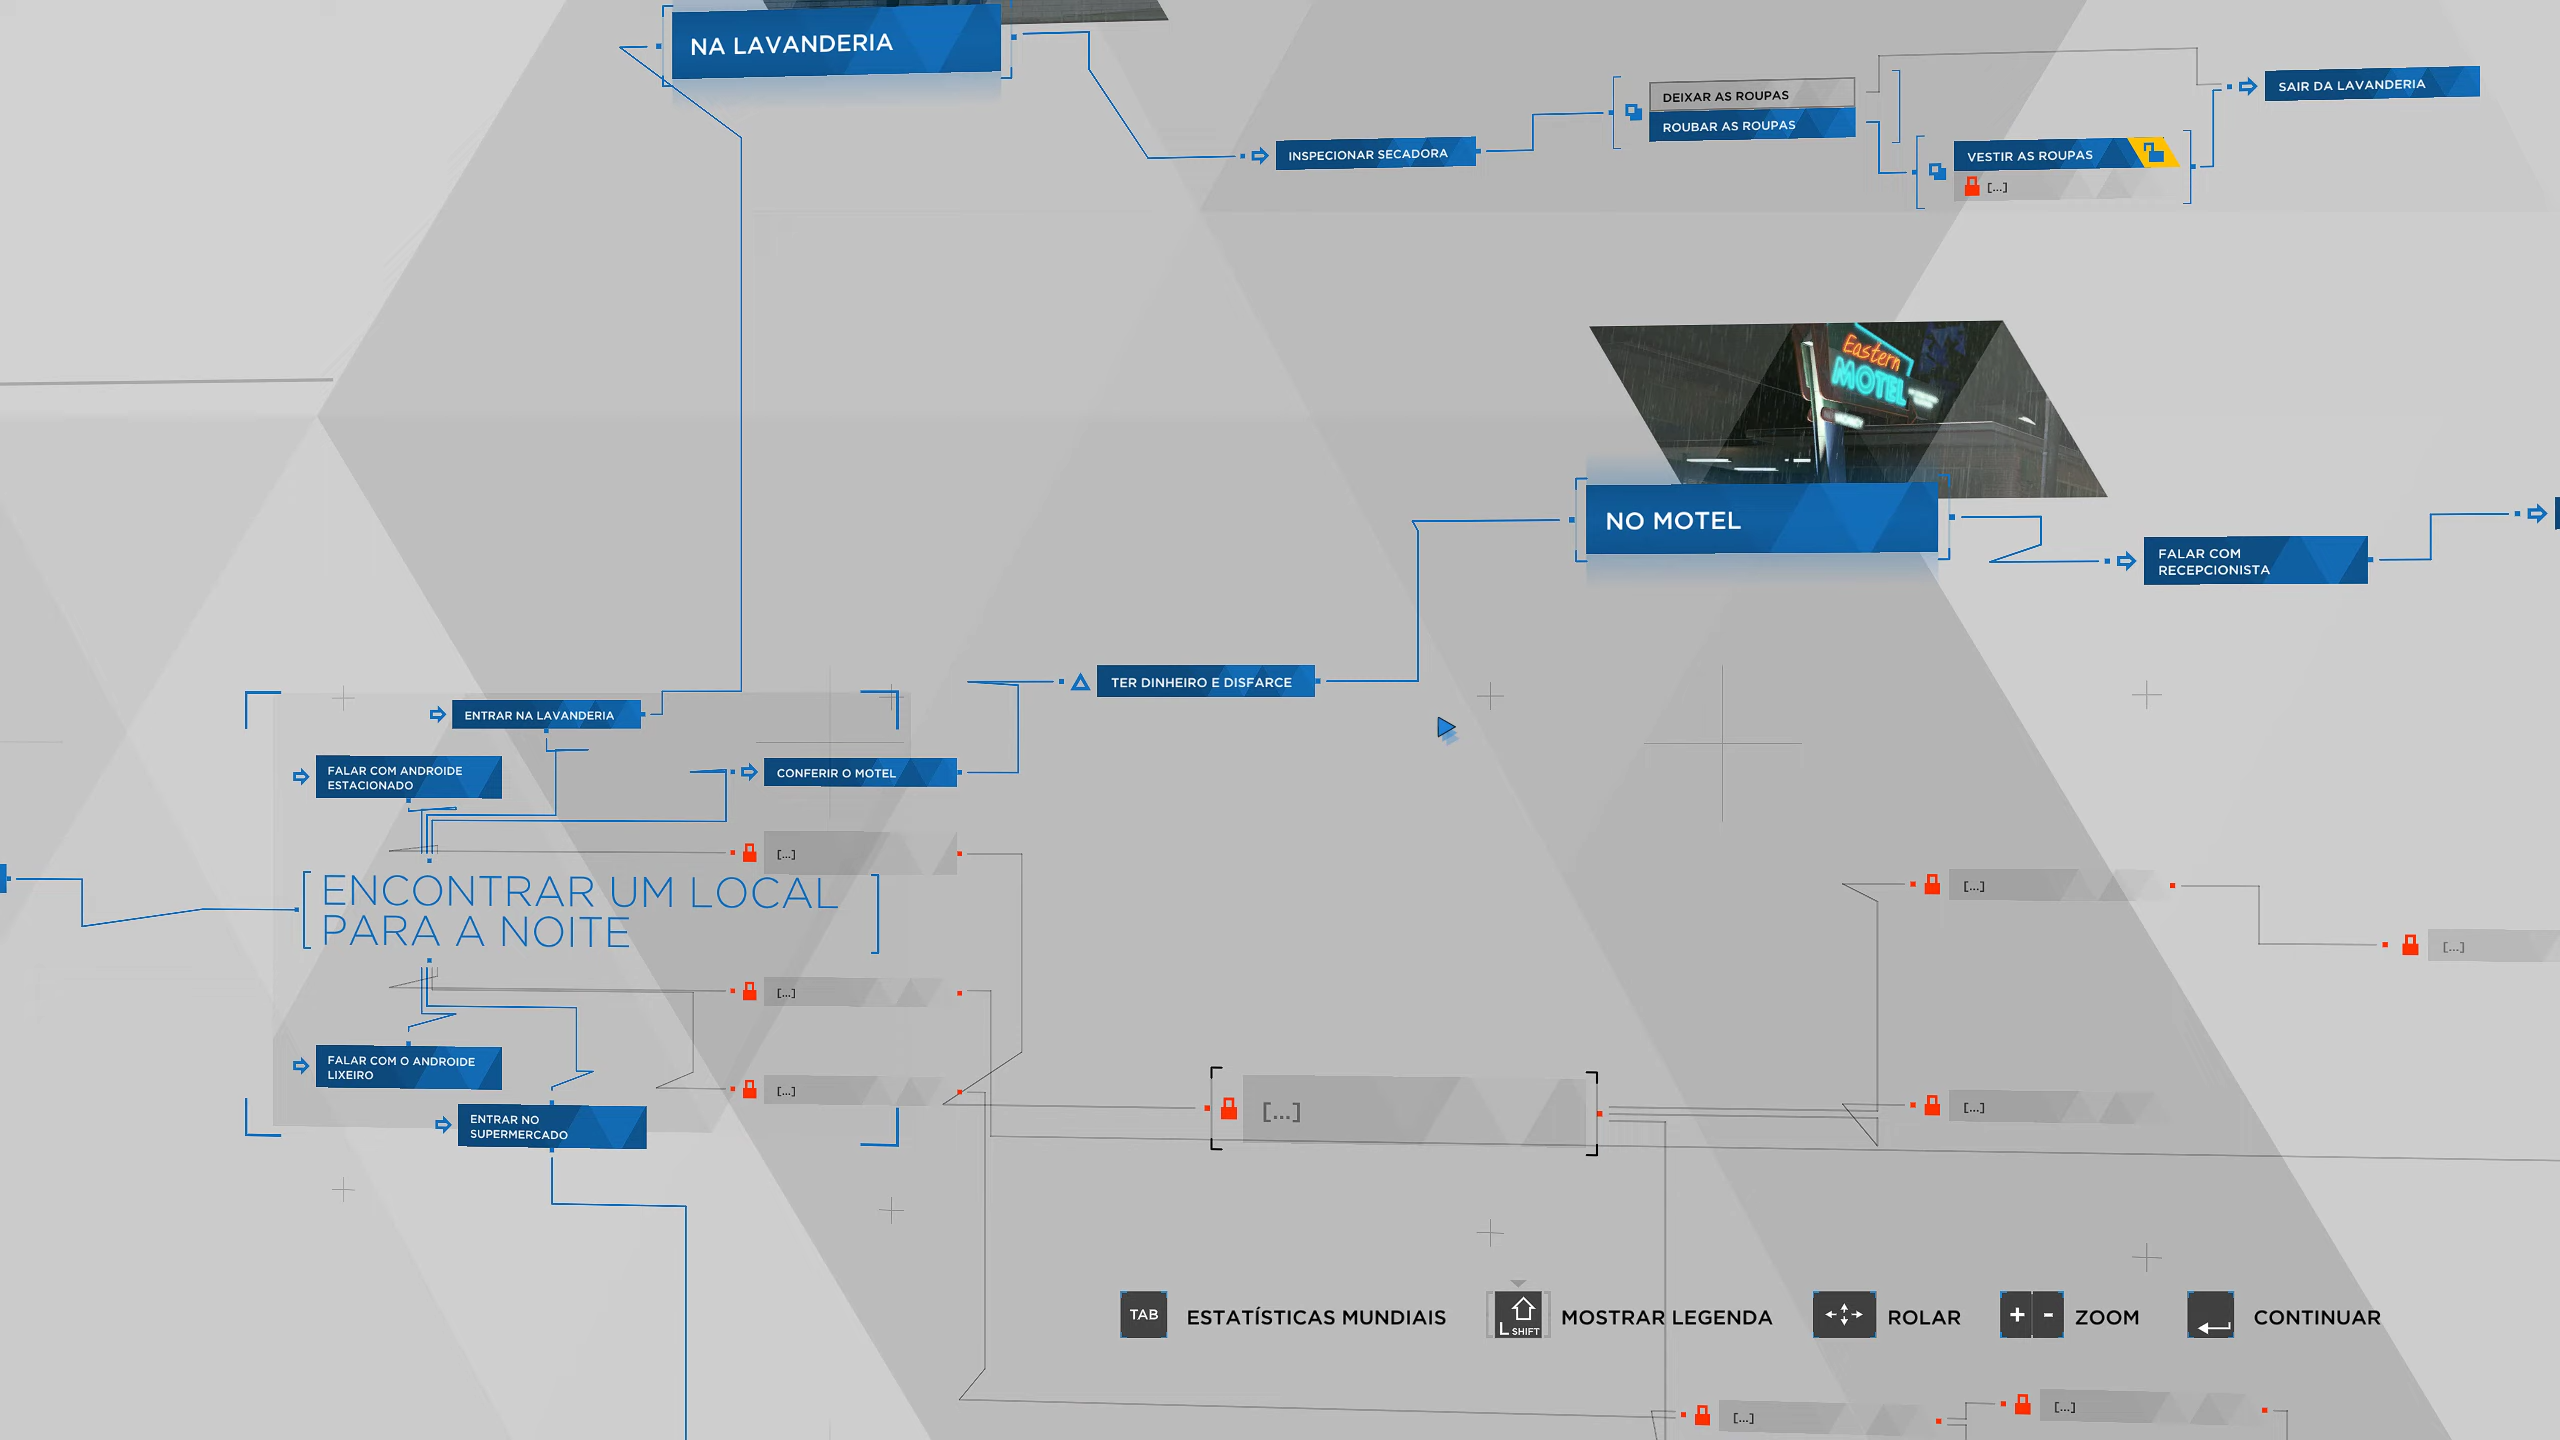 NA LAVANDERIA
DEIXAR AS ROUPAS
ROUBAR AS ROUPAS
SAIR DA LAVANDERIA
INSPECIONAR SECADORA
VESTIR AS ROUPAS
[...]
Eastern
MOTEL
NO MOTEL
FALAR COM
RECEPCIONISTA
TER DINHEIRO E DISFARCE
ENTRAR NA LAVANDERIA
FALAR COM ANDROIDE
ESTACIONADO
CONFERIR O MOTEL
[...]
ENCONTRAR UM LOCAL
PARA A NOITE
[...]
[...]
[...]
FALAR COM O ANDROIDE
LIXEIRO
[...]
[...]
[...]
ENTRAR NO
SUPERMERCADO
TAB ESTATÍSTICAS MUNDIAIS
L SHIFT MOSTRAR LEGENDA
ROLAR
+ - ZOOM
CONTINUAR
[...]
[...]